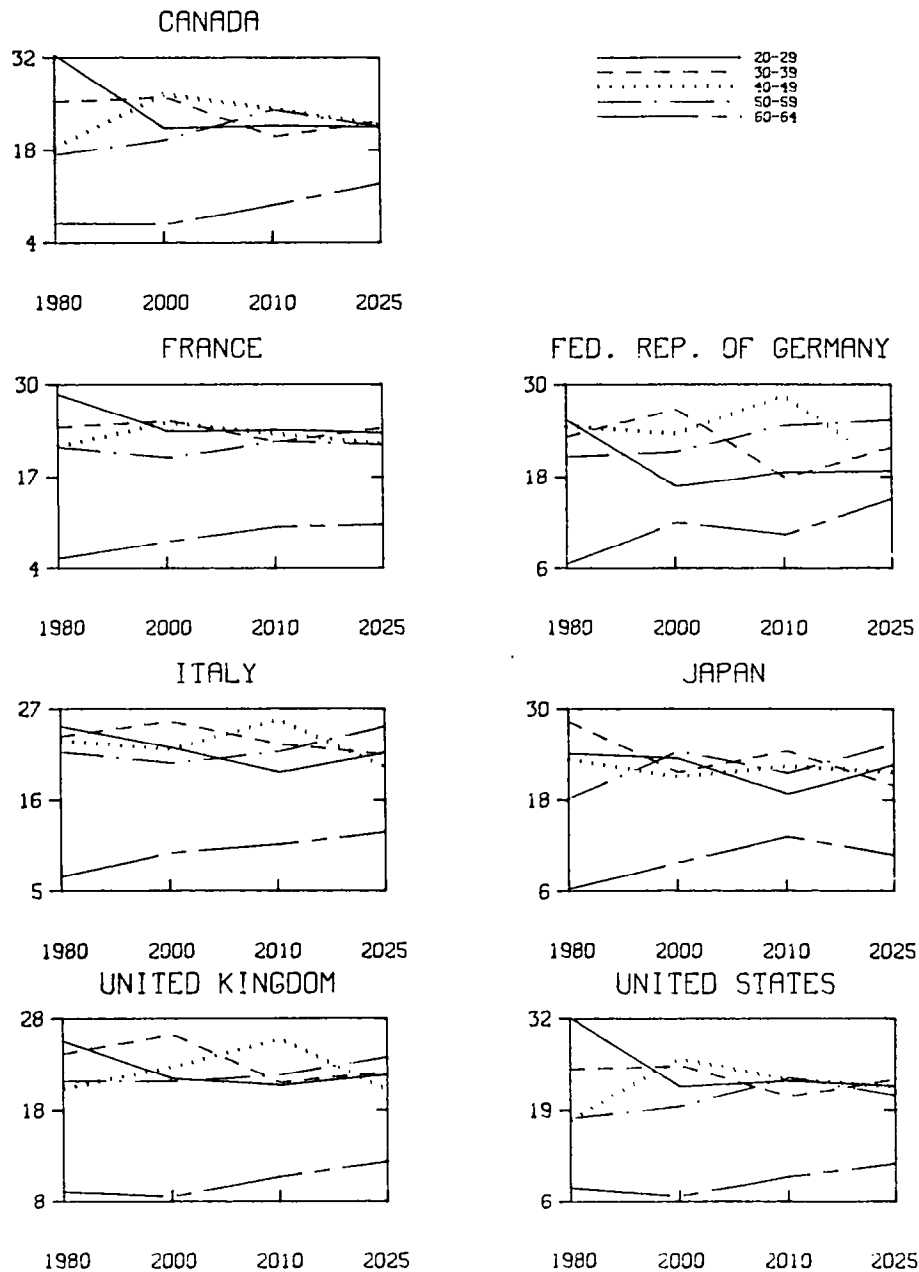 CANADA
32
18
4
1980 2000 2010 2025
20-29
30-39
40-49
50-59
60-64
FRANCE
30
17
4
1980 2000 2010 2025
FED. REP. OF GERMANY
30
18
6
1980 2000 2010 2025
ITALY
27
16
5
1980 2000 2010 2025
JAPAN
30
18
6
1980 2000 2010 2025
UNITED KINGDOM
28
18
8
1980 2000 2010 2025
UNITED STATES
32
19
6
1980 2000 2010 2025